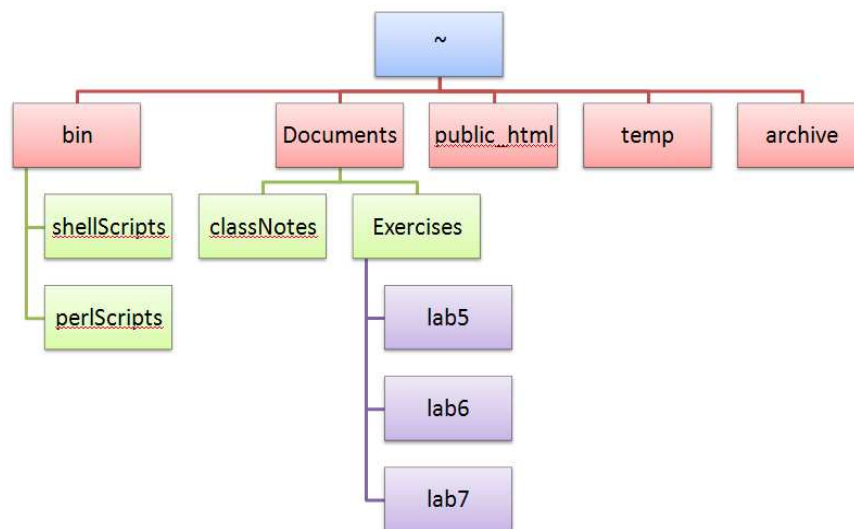 ~
bin
Documents
public_html
temp
archive
shellScripts
classNotes
Exercises
perlScripts
lab5
lab6
lab7